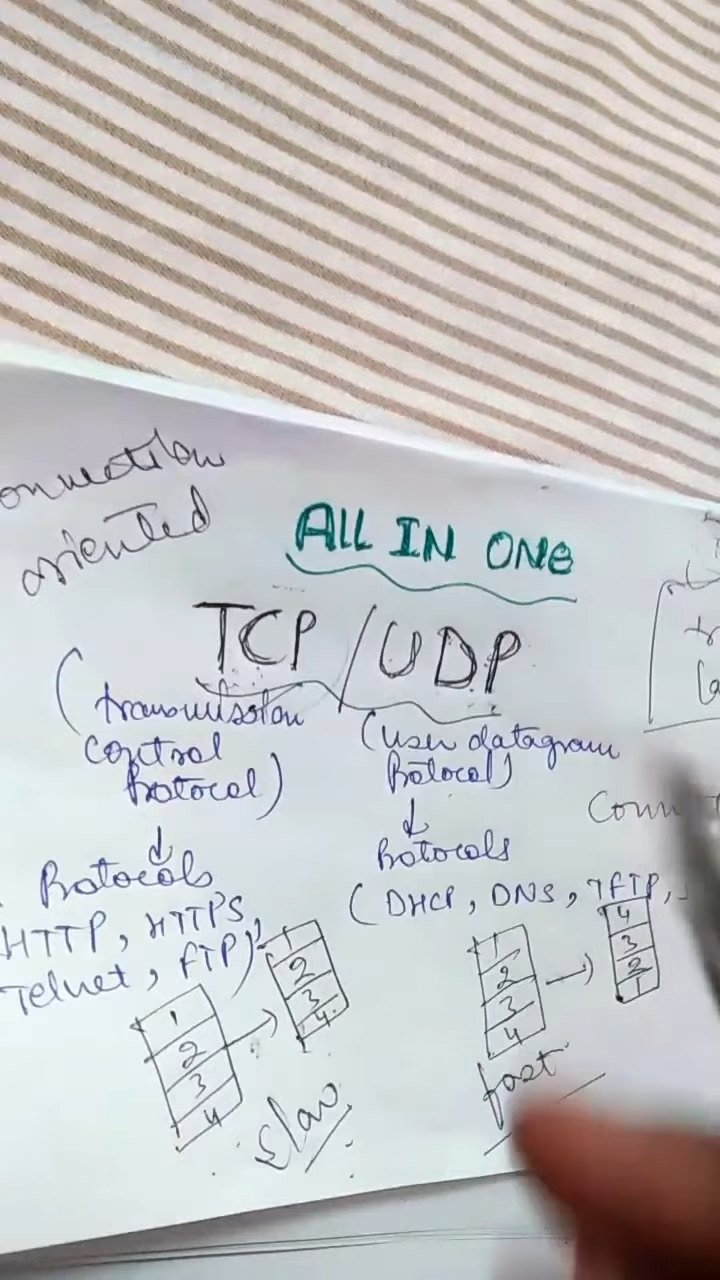 onnection
oriented
ALL IN ONE
TCP/UDP
(transmission
control
Protocol)
(user datagram
Protocol)
Protocols
HTTP, HTTPS,
Telnet, FTP)
Protocols
(DHCP, DNS, TFTP,
1
2
3
4
1
2
3
4
slow
1
2
3
4
4
3
2
1
fast